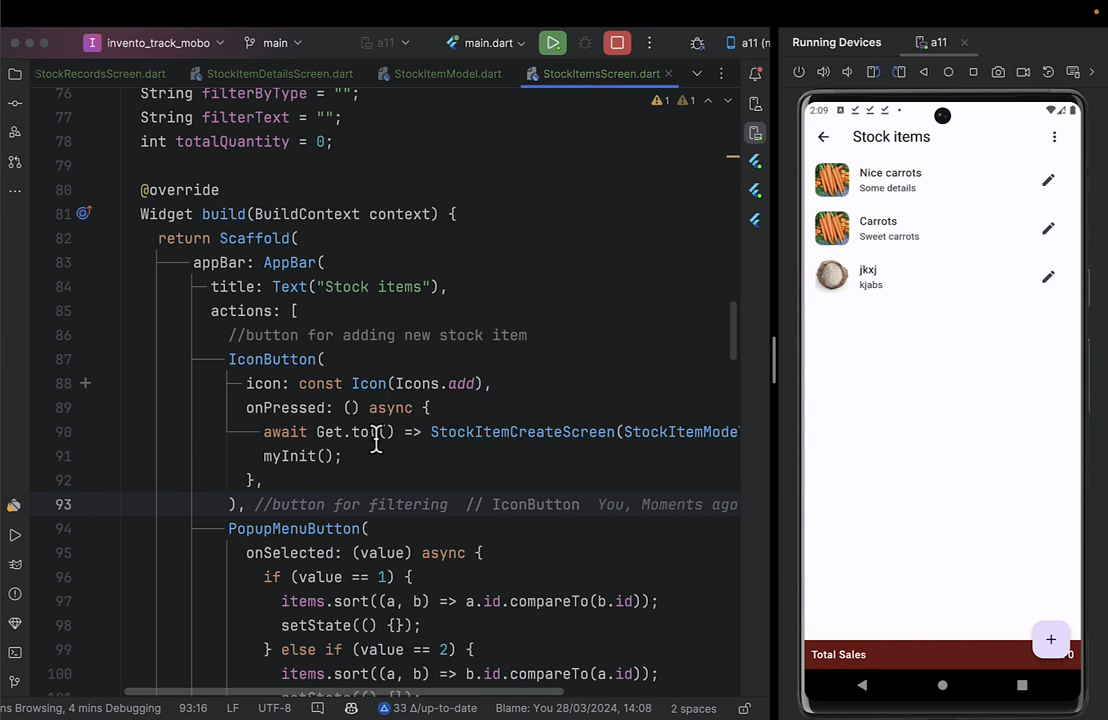 invento_track_mobo
main
a11
main.dart
a11 (m
Running Devices
a11
StockRecordsScreen.dart
StockItemDetailsScreen.dart
StockItemModel.dart
StockItemsScreen.dart
76 String filterByType = "";
1
1
77 String filterText = "";
78 int totalQuantity = 0;
79
80 @override
81 Widget build(BuildContext context) {
82 return Scaffold(
83 appBar: AppBar(
84 title: Text("Stock items"),
85 actions: [
86 //button for adding new stock item
87 IconButton(
88 icon: const Icon(Icons.add),
89 onPressed: () async {
90 await Get.to(() => StockItemCreateScreen(StockItemModel
91 myInit();
92 },
93 ), //button for filtering // IconButton You, Moments ago
94 PopupMenuButton(
95 onSelected: (value) async {
96 if (value == 1) {
97 items.sort((a, b) => a.id.compareTo(b.id));
98 setState(() {});
99 } else if (value == 2) {
100 items.sort((a, b) => b.id.compareTo(a.id));
ns Browsing, 4 mins Debugging
93:16
LF
UTF-8
33 Δ/up-to-date
Blame: You 28/03/2024, 14:08
2 spaces
2:09
Stock items
Nice carrots
Some details
Carrots
Sweet carrots
jkxj
kjabs
+
Total Sales
0